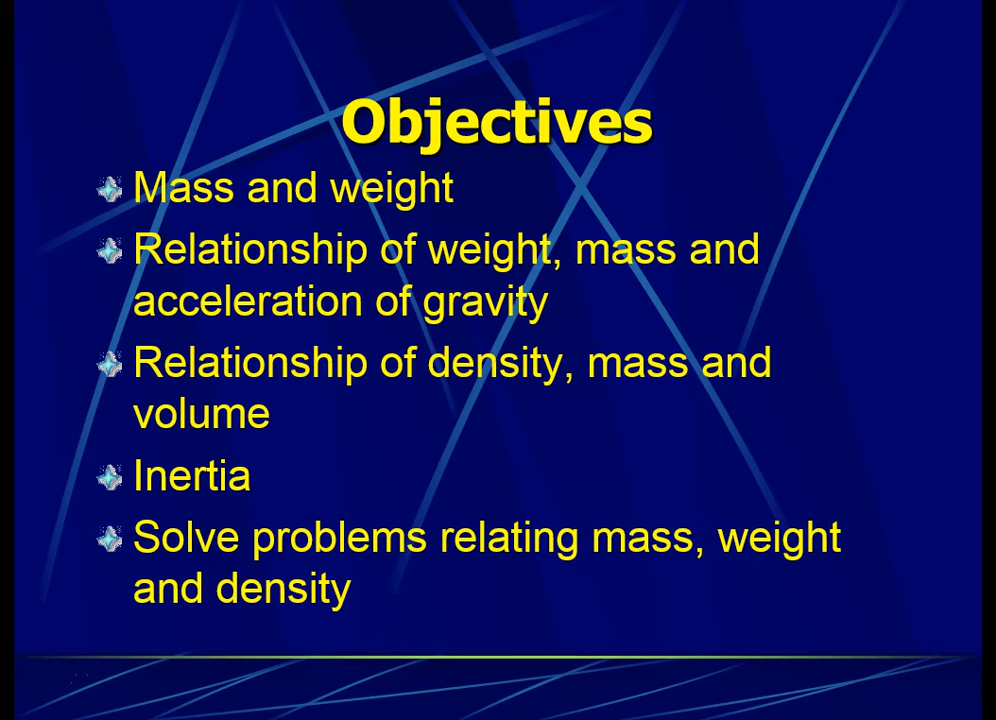 Objectives
Mass and weight
Relationship of weight, mass and
acceleration of gravity
Relationship of density, mass and
volume
Inertia
Solve problems relating mass, weight
and density